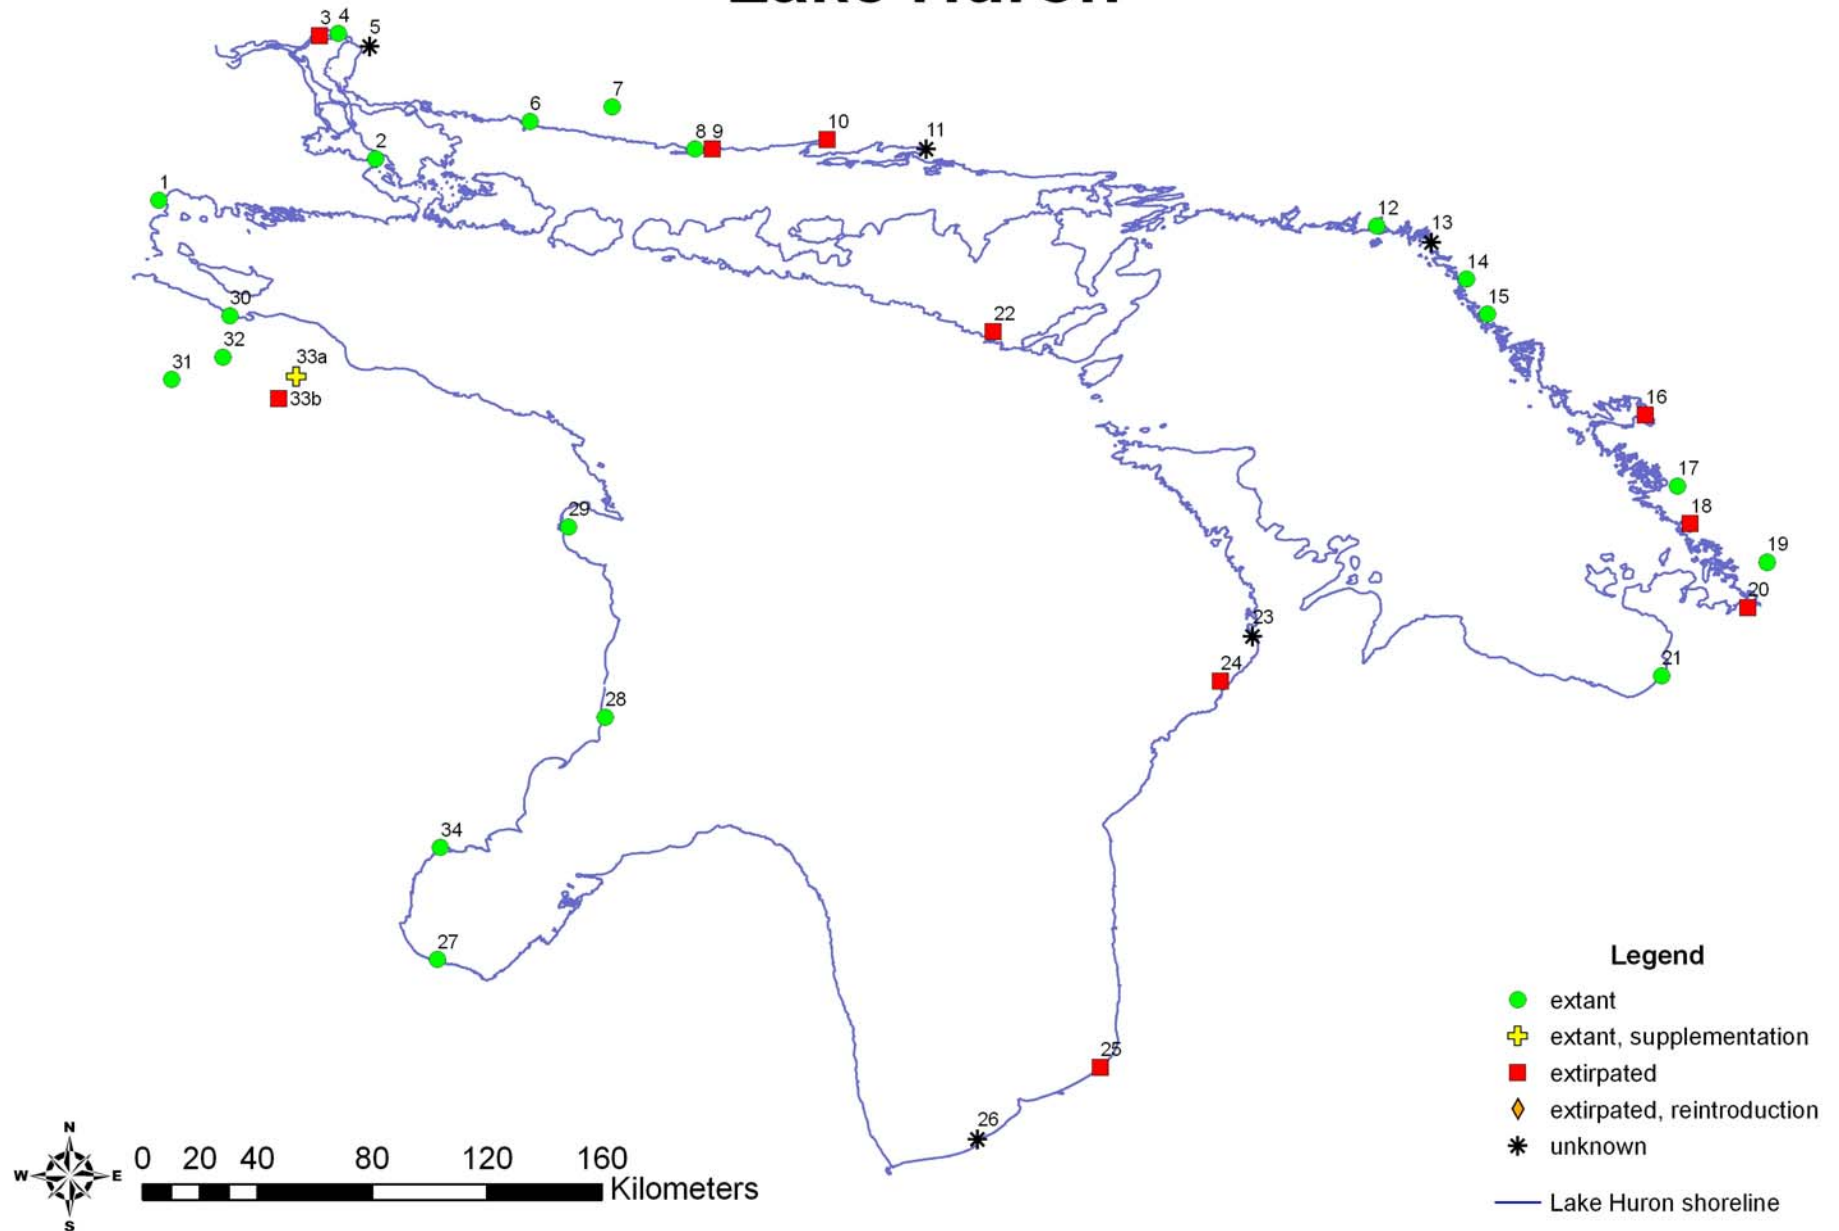 Lake Huron
3 4 5
7
6
10
8 9
11
2
1
12
13
14
15
30
22
32
33a
31
33b
16
17
29
18
19
20
23
24
21
28
34
27
Legend
extant
extant, supplementation
25
extirpated
extirpated, reintroduction
26
unknown
N
W E
S
0 20 40 80 120 160
Kilometers
Lake Huron shoreline